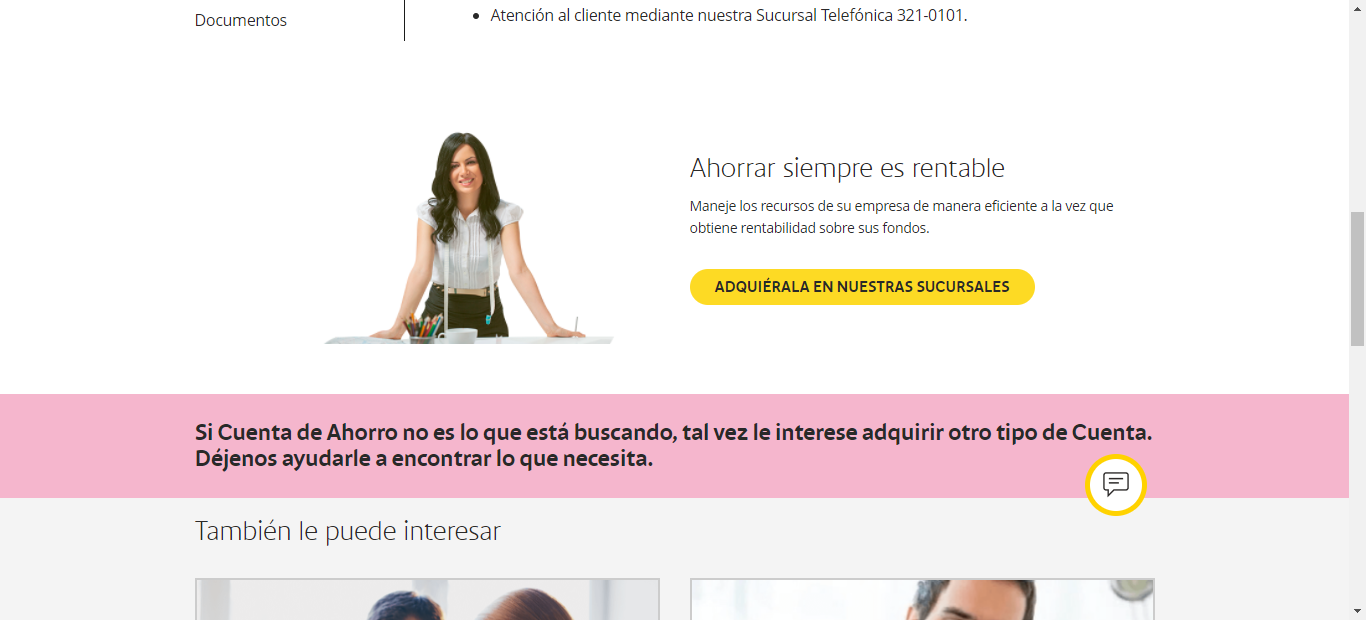 Documentos
Atención al cliente mediante nuestra Sucursal Telefónica 321-0101.
Ahorrar siempre es rentable
Maneje los recursos de su empresa de manera eficiente a la vez que
obtiene rentabilidad sobre sus fondos.
ADQUIÉRALA EN NUESTRAS SUCURSALES
Si Cuenta de Ahorro no es lo que está buscando, tal vez le interese adquirir otro tipo de Cuenta.
Déjenos ayudarle a encontrar lo que necesita.
También le puede interesar